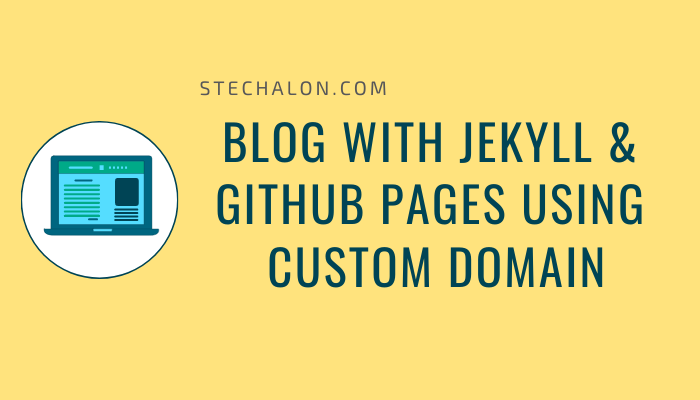 STECHALON.COM
BLOG WITH JEKYLL &
GITHUB PAGES USING
CUSTOM DOMAIN